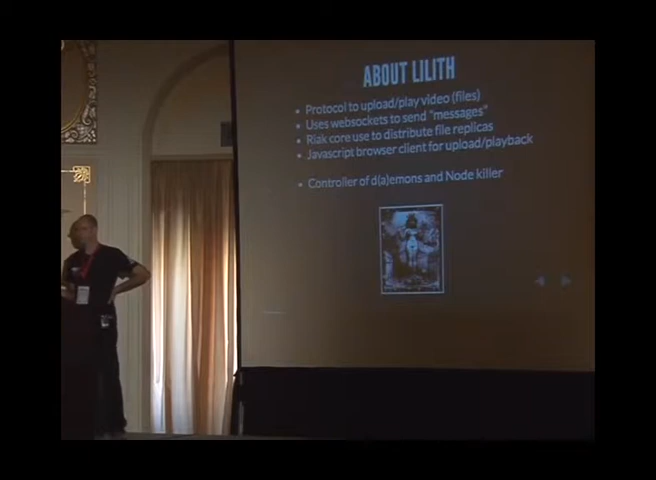 ABOUT LILITH
• Protocol to upload/play video (files)
• Uses websockets to send "messages"
• Riak core use to distribute file replicas
• Javascript browser client for upload/playback
• Controller of d(a)emons and Node killer